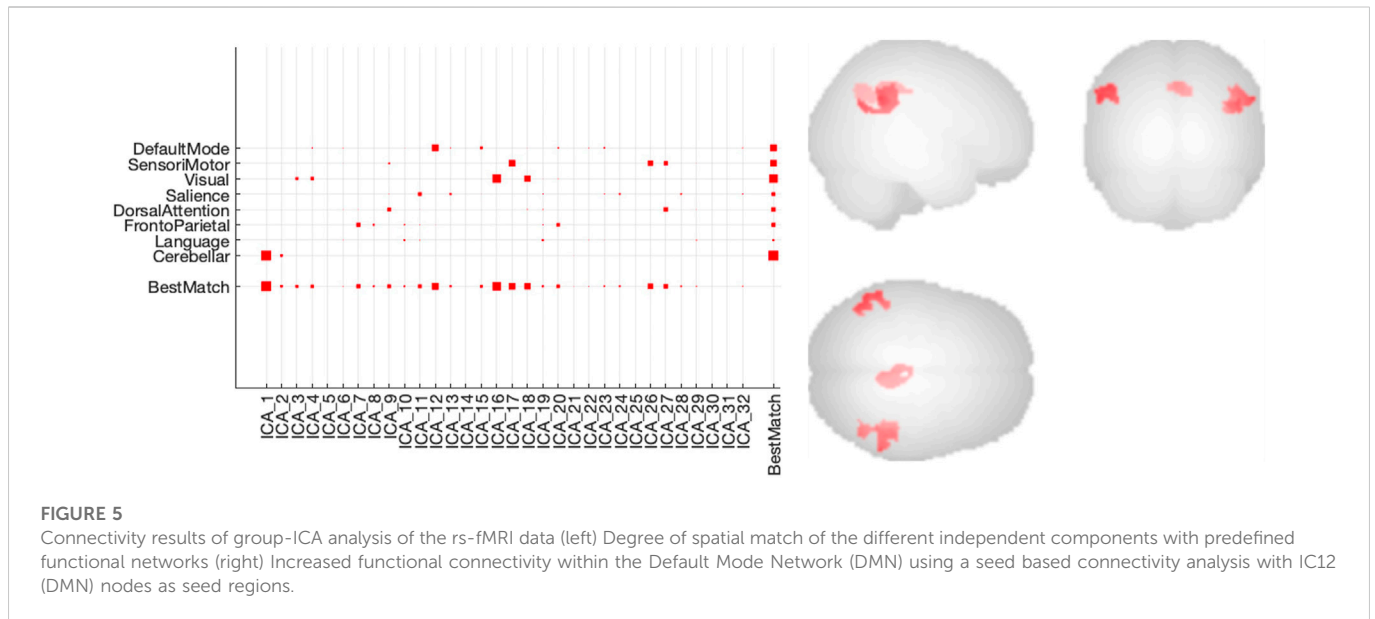 DefaultMode
SensoriMotor
Visual
Salience
DorsalAttention
FrontoParietal
Language
Cerebellar
BestMatch
ICA_1
ICA_2
ICA_3
ICA_4
ICA_5
ICA_6
ICA_7
ICA_8
ICA_9
ICA_10
ICA_11
ICA_12
ICA_13
ICA_14
ICA_15
ICA_16
ICA_17
ICA_18
ICA_19
ICA_20
ICA_21
ICA_22
ICA_23
ICA_24
ICA_25
ICA_26
ICA_27
ICA_28
ICA_29
ICA_30
ICA_31
ICA_32
BestMatch
FIGURE 5
Connectivity results of group-ICA analysis of the rs-fMRI data (left) Degree of spatial match of the different independent components with predefined
functional networks (right) Increased functional connectivity within the Default Mode Network (DMN) using a seed based connectivity analysis with IC12
(DMN) nodes as seed regions.